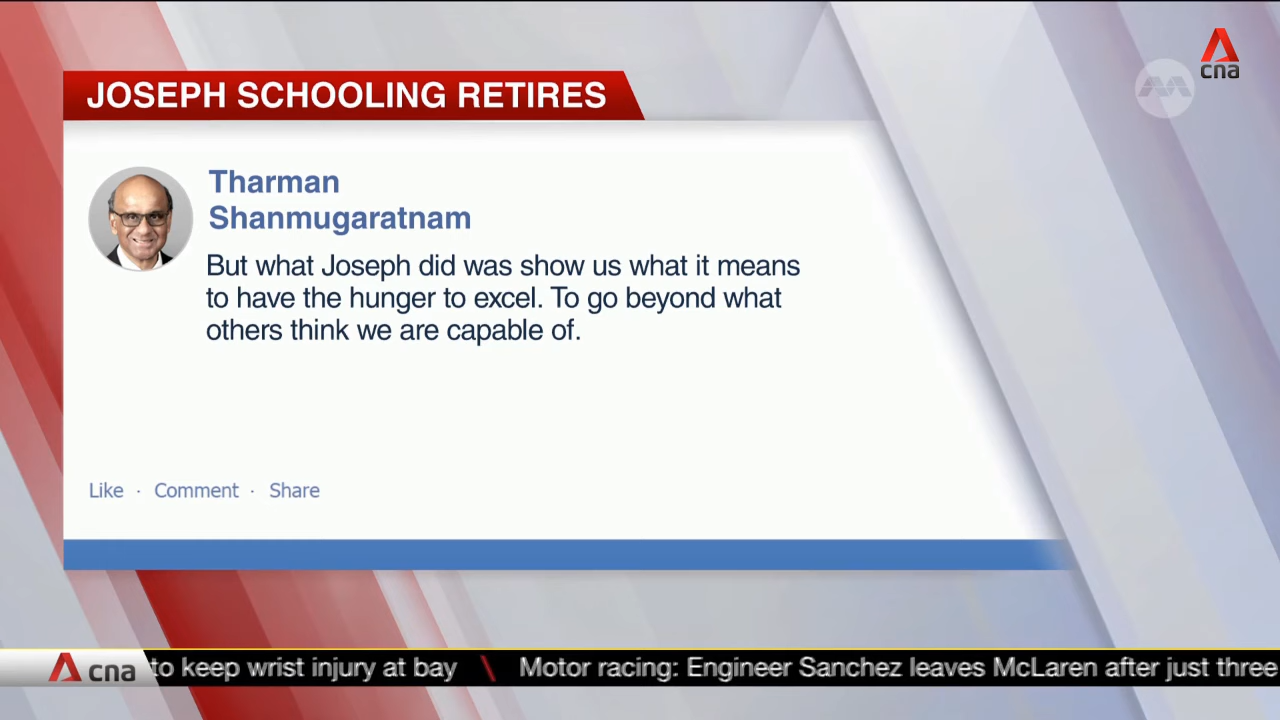 cna
JOSEPH SCHOOLING RETIRES
Tharman
Shanmugaratnam
But what Joseph did was show us what it means
to have the hunger to excel. To go beyond what
others think we are capable of.
Like · Comment · Share
cna to keep wrist injury at bay \ Motor racing: Engineer Sanchez leaves McLaren after just three